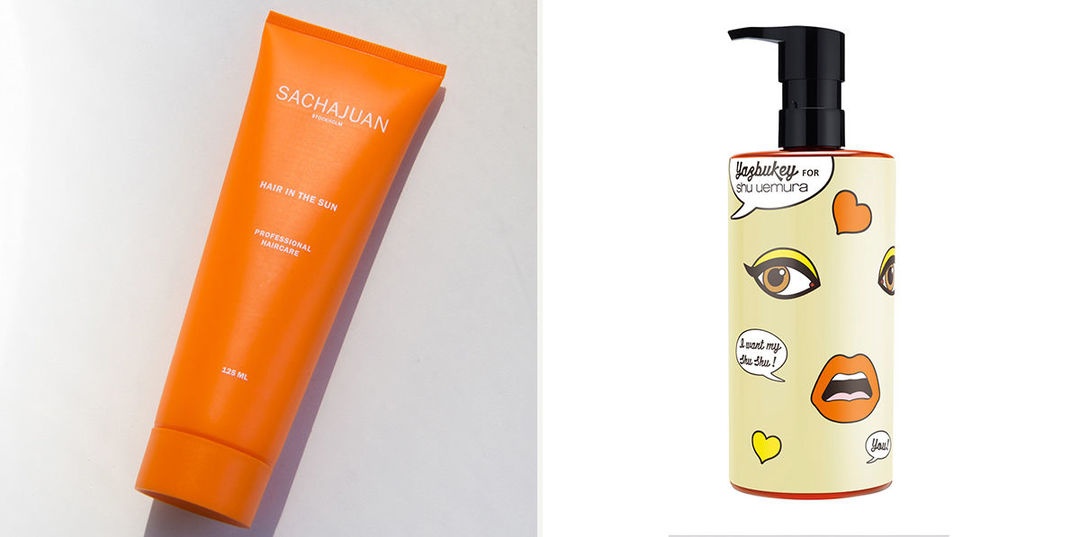 SACHAJUAN
STOCKHOLM
HAIR IN THE SUN
PROFESSIONAL
HAIRCARE
125 ML
Yazbukey FOR
shu uemura
I want my
Shu Shu !
You!